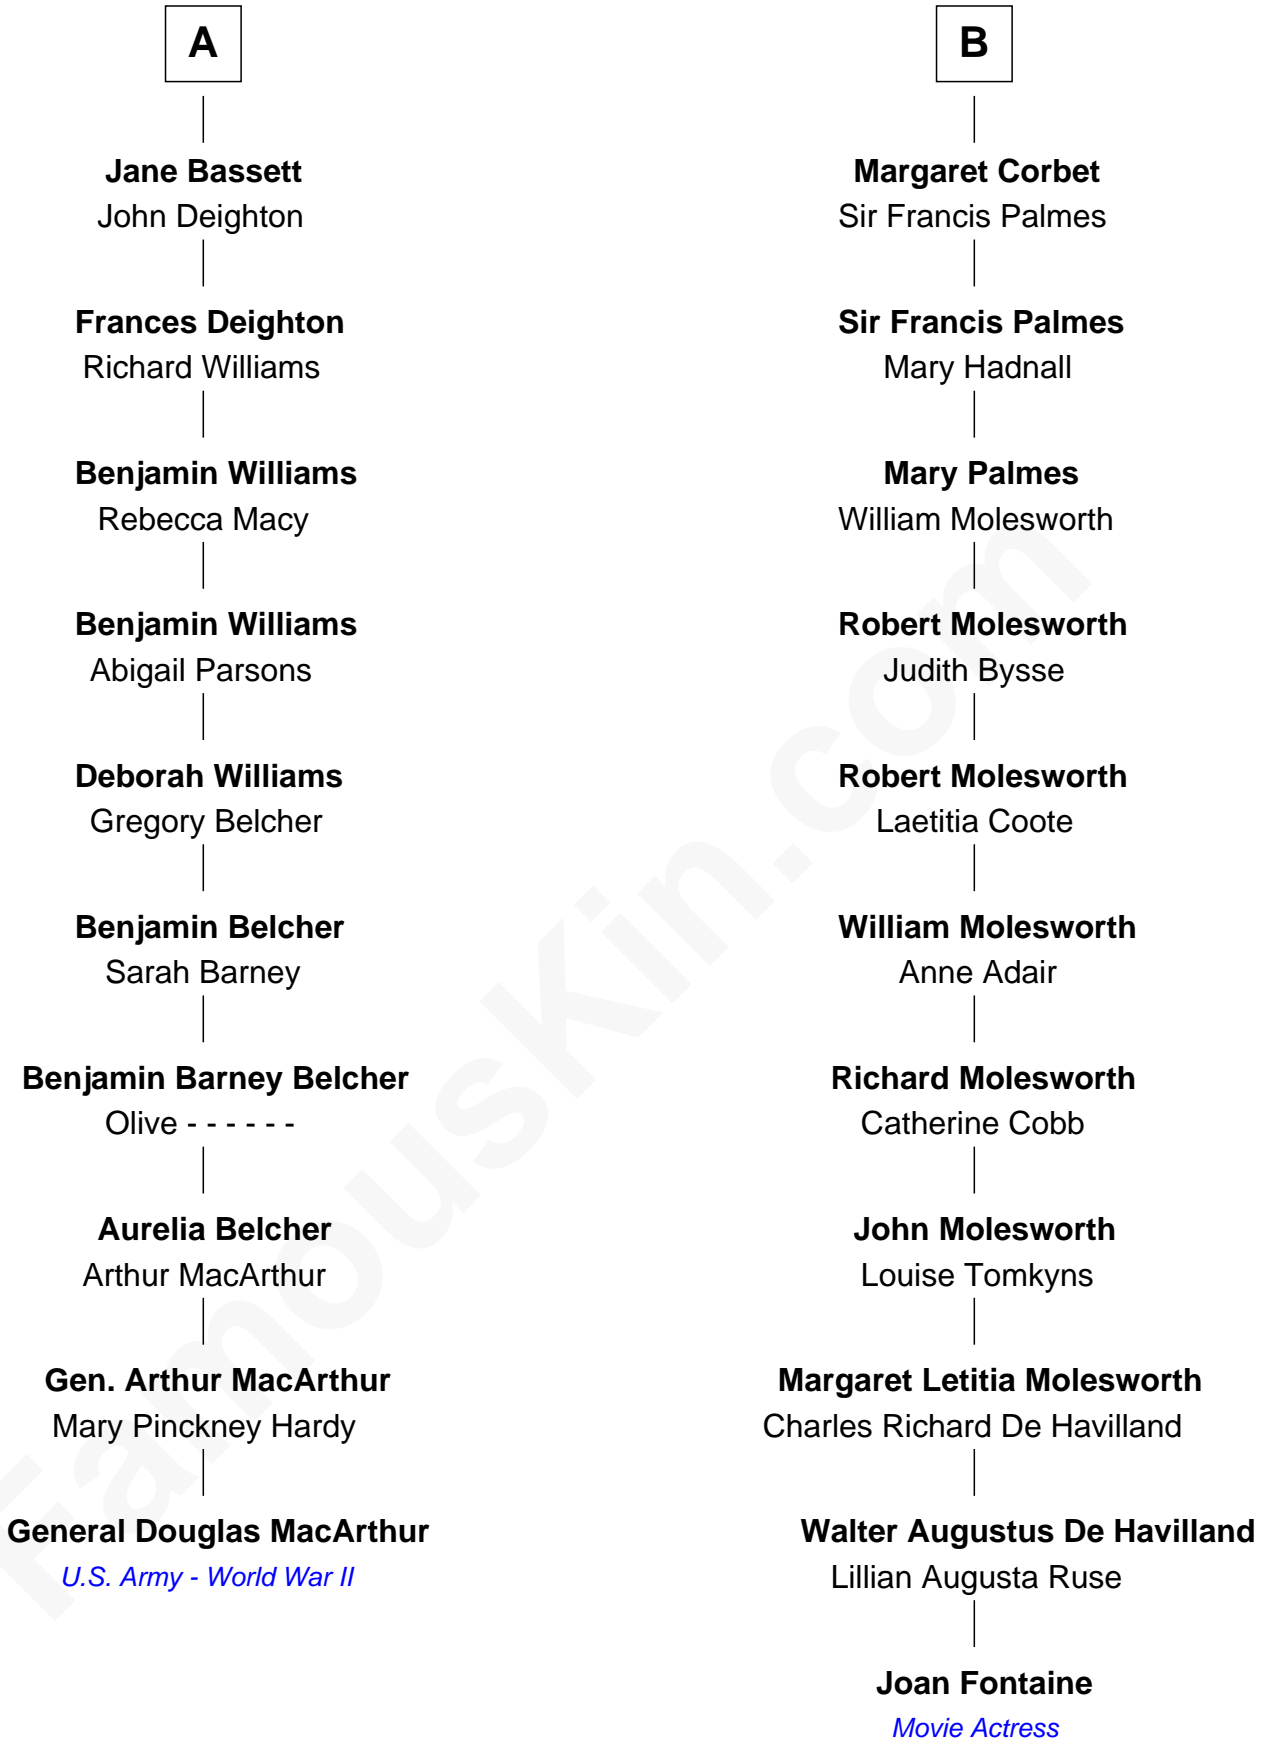 A
Jane Bassett
John Deighton
Frances Deighton
Richard Williams
Benjamin Williams
Rebecca Macy
Benjamin Williams
Abigail Parsons
Deborah Williams
Gregory Belcher
Benjamin Belcher
Sarah Barney
Benjamin Barney Belcher
Olive - - - - - -
Aurelia Belcher
Arthur MacArthur
Gen. Arthur MacArthur
Mary Pinckney Hardy
General Douglas MacArthur
U.S. Army - World War II
B
Margaret Corbet
Sir Francis Palmes
Sir Francis Palmes
Mary Hadnall
Mary Palmes
William Molesworth
Robert Molesworth
Judith Bysse
Robert Molesworth
Laetitia Coote
William Molesworth
Anne Adair
Richard Molesworth
Catherine Cobb
John Molesworth
Louise Tomkyns
Margaret Letitia Molesworth
Charles Richard De Havilland
Walter Augustus De Havilland
Lillian Augusta Ruse
Joan Fontaine
Movie Actress
FamousKin.com